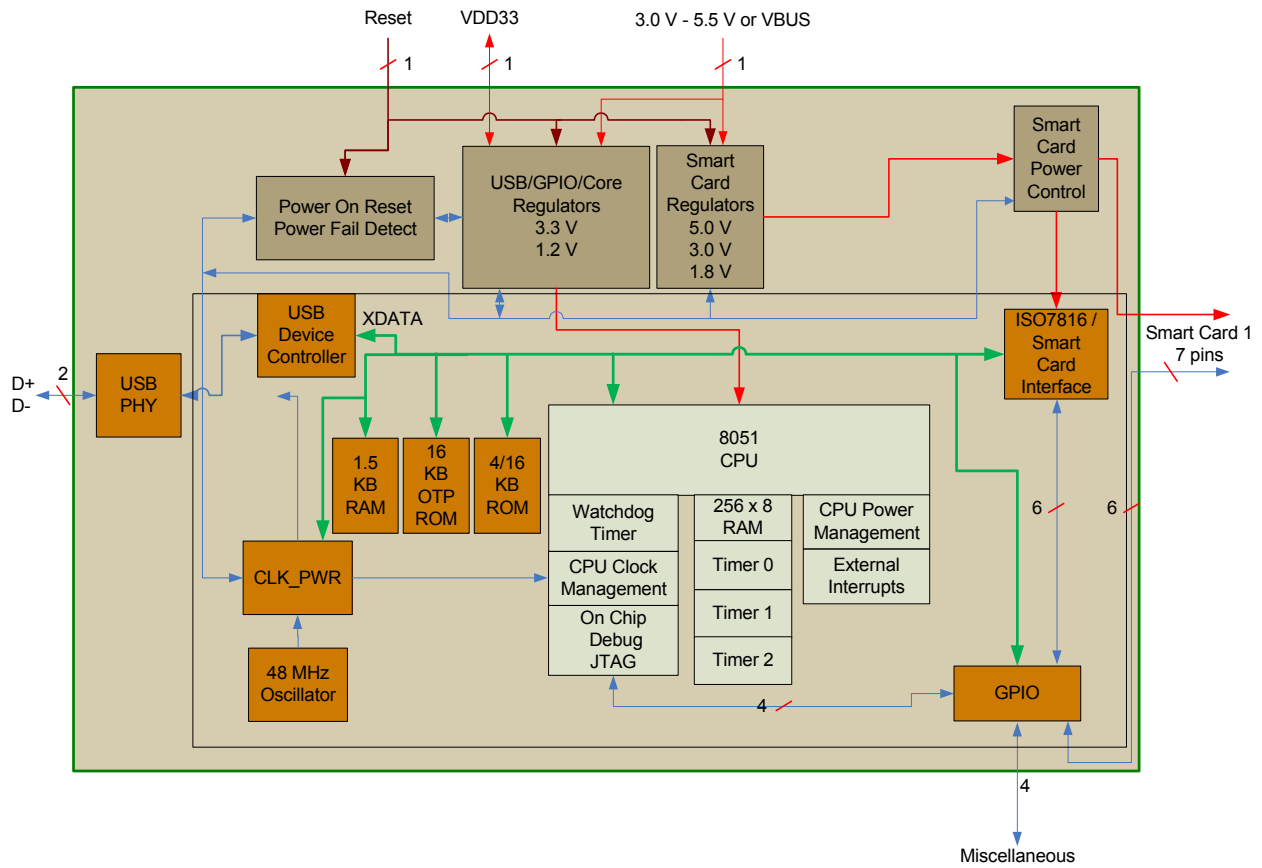 Reset
VDD33
3.0 V - 5.5 V or VBUS
1
1
1
Smart
Card
Power
Control
Power On Reset
Power Fail Detect
USB/GPIO/Core
Regulators
3.3 V
1.2 V
Smart
Card
Regulators
5.0 V
3.0 V
1.8 V
USB
Device
Controller
XDATA
ISO7816 /
Smart
Card
Interface
Smart Card 1
7 pins
D+
D-
2
USB
PHY
1.5
KB
RAM
16
KB
OTP
ROM
4/16
KB
ROM
8051
CPU
Watchdog
Timer
256 x 8
RAM
CPU Power
Management
6
6
CLK_PWR
CPU Clock
Management
Timer 0
External
Interrupts
On Chip
Debug
JTAG
Timer 1
Timer 2
48 MHz
Oscillator
4
GPIO
4
Miscellaneous